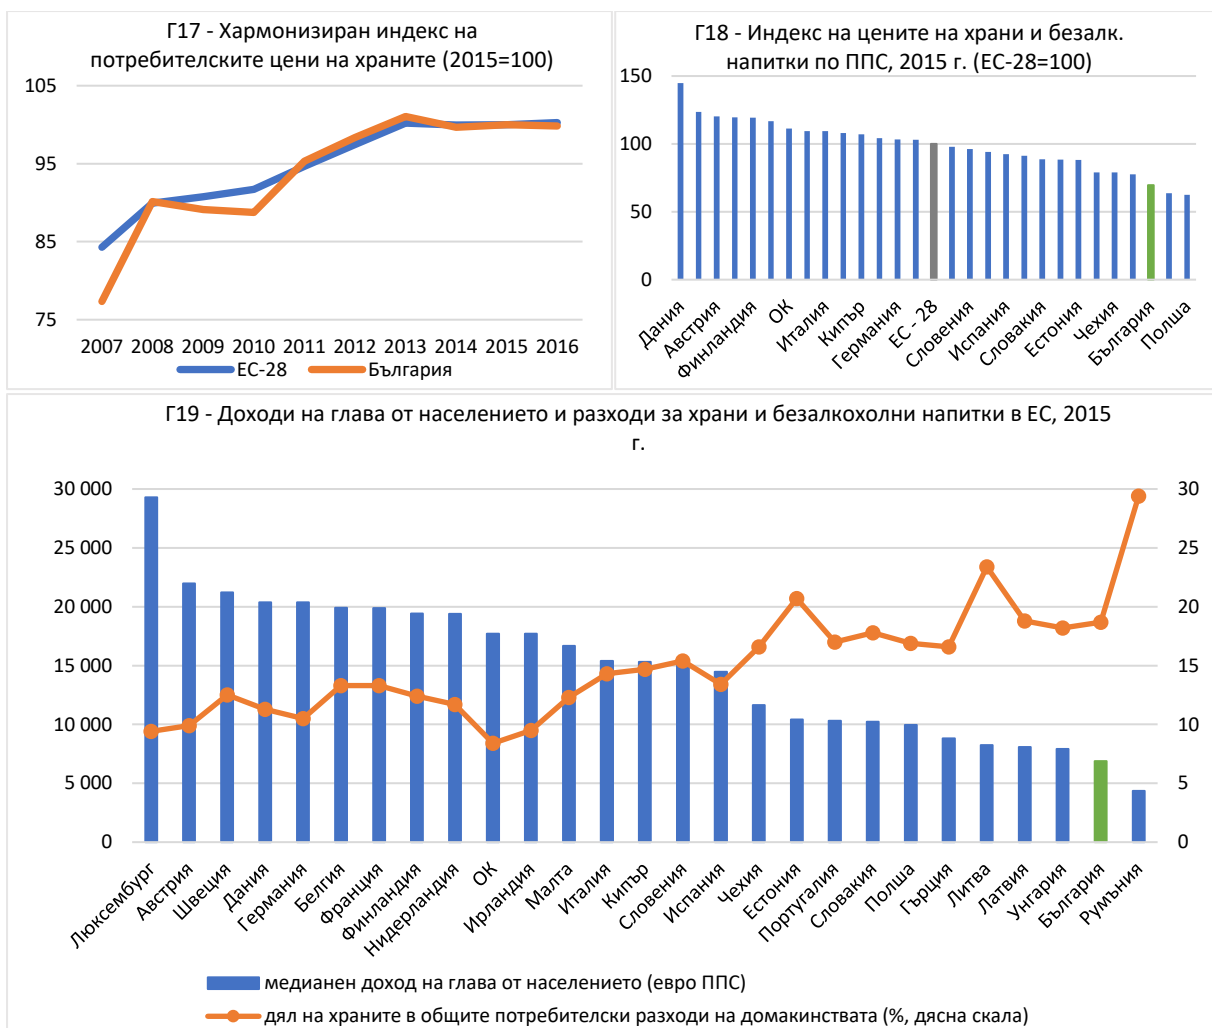 Г17 - Хармонизиран индекс на
потребителските цени на храните (2015=100)
105
95
85
75
2007 2008 2009 2010 2011 2012 2013 2014 2015 2016
ЕС-28 България
Г18 - Индекс на цените на храни и безалк.
напитки по ППС, 2015 г. (ЕС-28=100)
150
100
50
0
Дания
Австрия
Финландия
ОК
Италия
Кипър
Германия
ЕС - 28
Словения
Испания
Словакия
Естония
Чехия
България
Полша
Г19 - Доходи на глава от населението и разходи за храни и безалкохолни напитки в ЕС, 2015
г.
30 000 30
25 000 25
20 000 20
15 000 15
10 000 10
5 000 5
0 0
Люксембург
Австрия
Швеция
Дания
Германия
Белгия
Франция
Финландия
Нидерландия
ОК
Ирландия
Малта
Италия
Кипър
Словения
Испания
Чехия
Естония
Португалия
Словакия
Полша
Гърция
Литва
Латвия
Унгария
България
Румъния
медианен доход на глава от населението (евро ППС)
дял на храните в общите потребителски разходи на домакинствата (%, дясна скала)